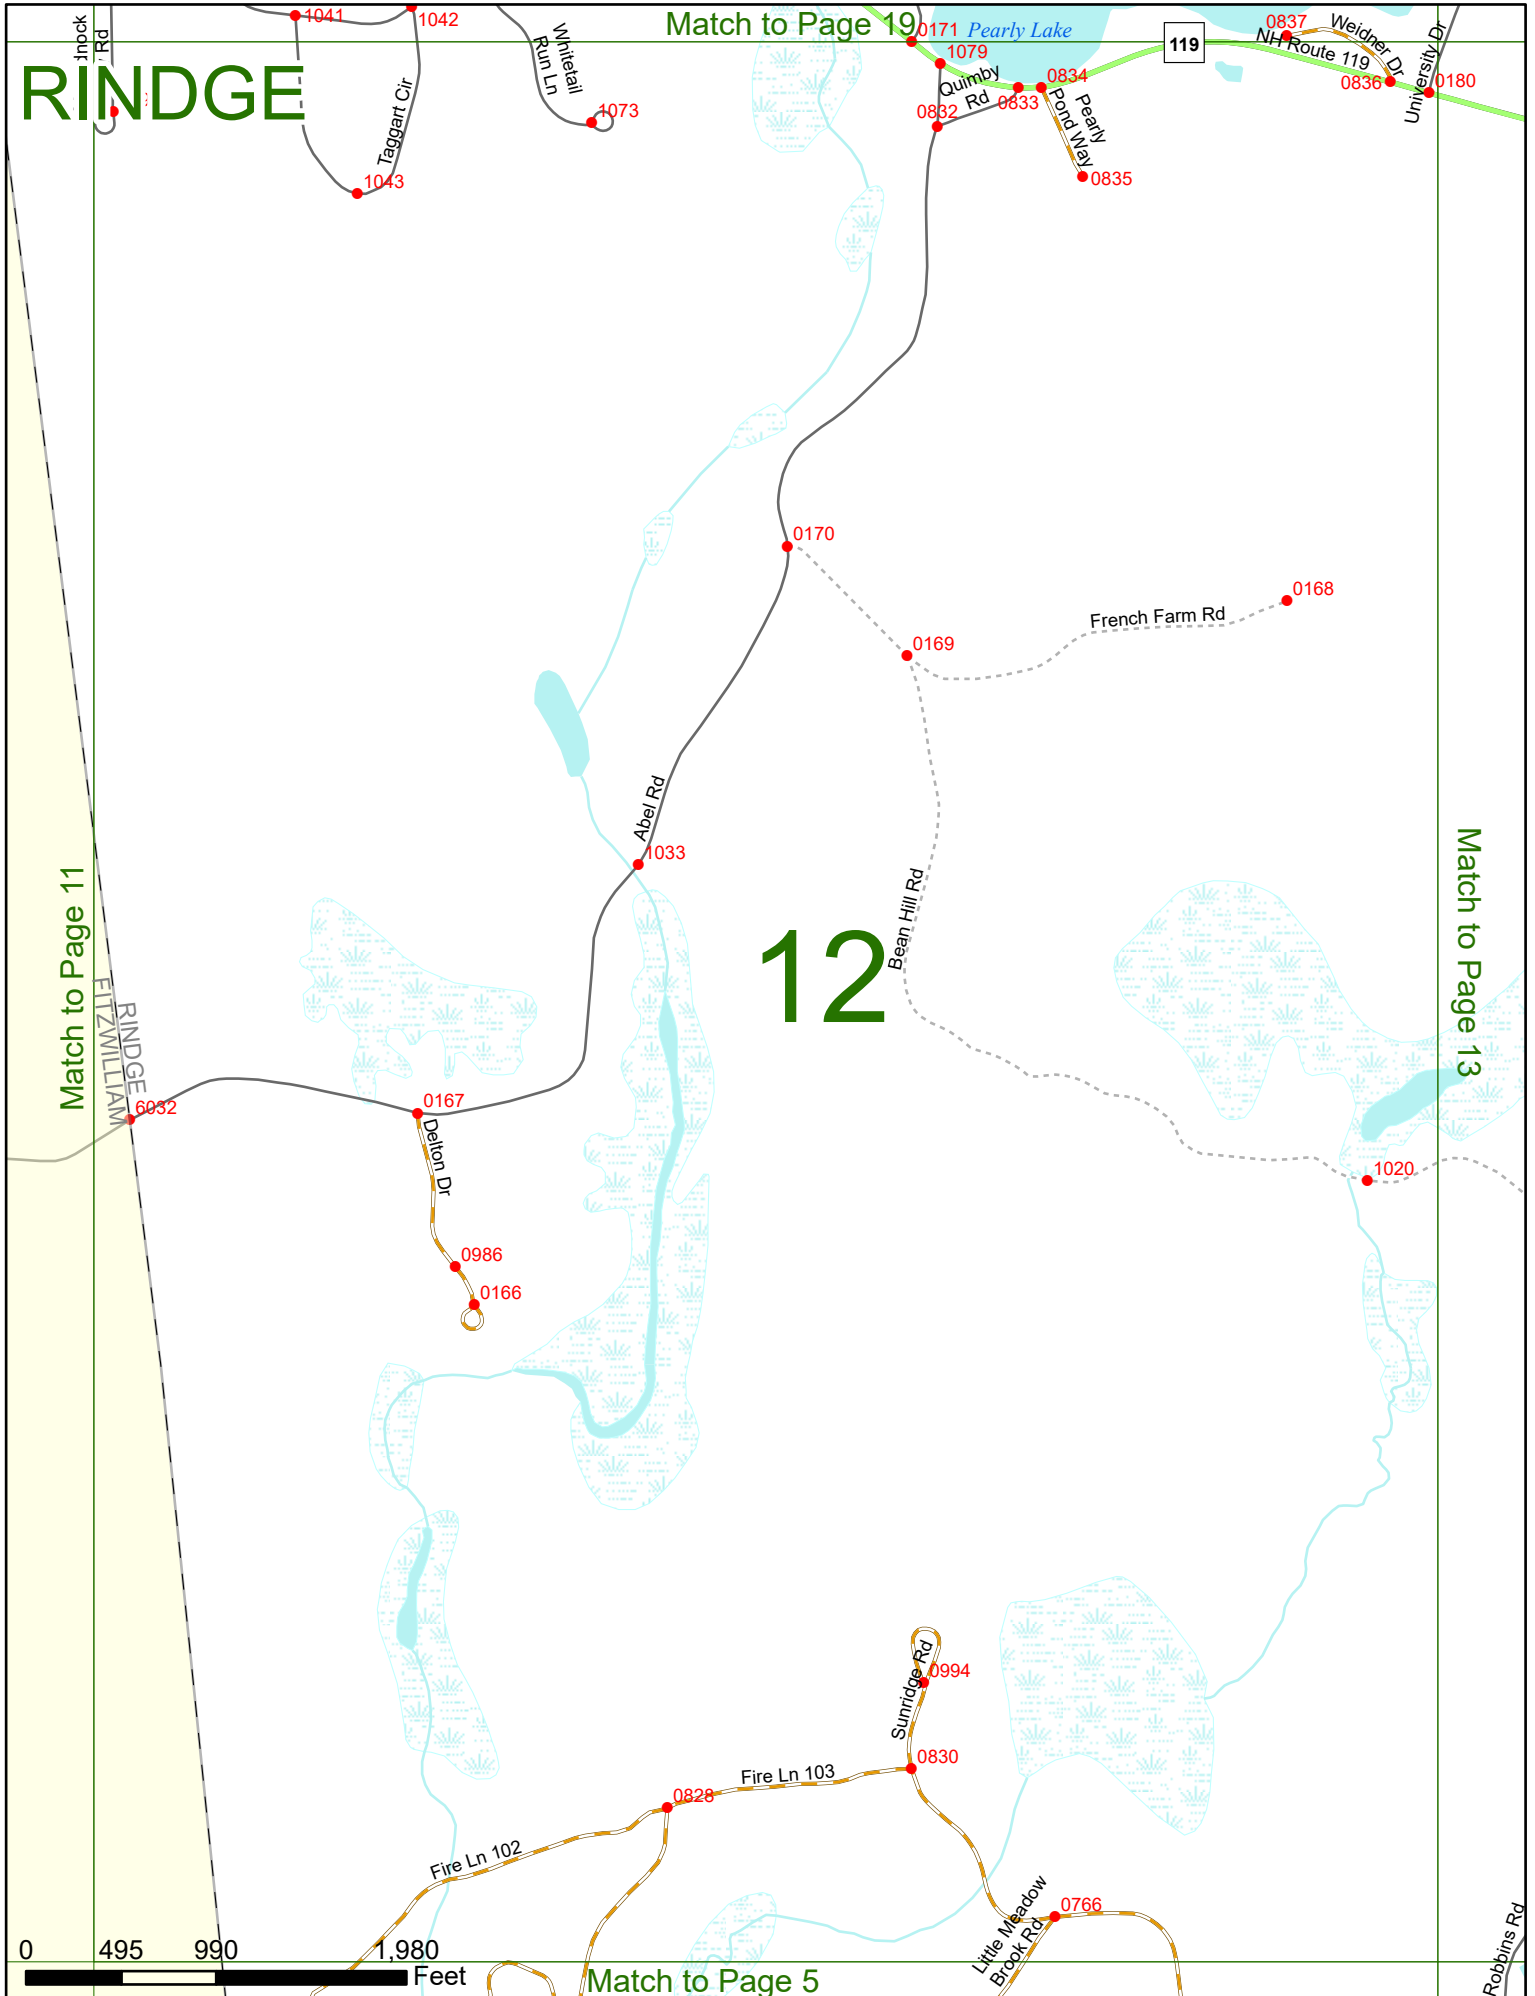 Match to Page 19
RINDGE
dnock
Rd
1041
1042
Taggart Cir
1043
Whitetail
Run Ln
1073
0171
Pearly Lake
1079
Quimby
Rd
0832
0833
0834
Pearly
Pond Way
0835
119
0837
Weidner Dr
NH Route 119
0836
University Dr
0180
0170
0169
French Farm Rd
0168
Abel Rd
1033
Bean Hill Rd
12
Match to Page 11
Match to Page 13
RINDGE
FITZWILLIAM
6032
0167
Delton Dr
0986
0166
1020
Sunridge Rd
0994
0830
Fire Ln 103
0828
Fire Ln 102
0766
Little Meadow
Brook Rd
Robbins Rd
0 495 990 1,980
Feet
Match to Page 5